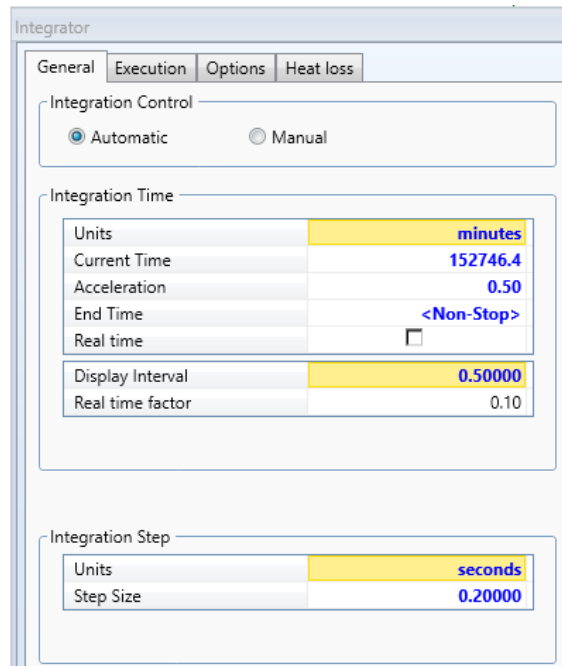 Integrator
General Execution Options Heat loss
Integration Control
Automatic Manual
Integration Time
Units minutes
Current Time 152746.4
Acceleration 0.50
End Time <Non-Stop>
Real time
Display Interval 0.50000
Real time factor 0.10
Integration Step
Units seconds
Step Size 0.20000